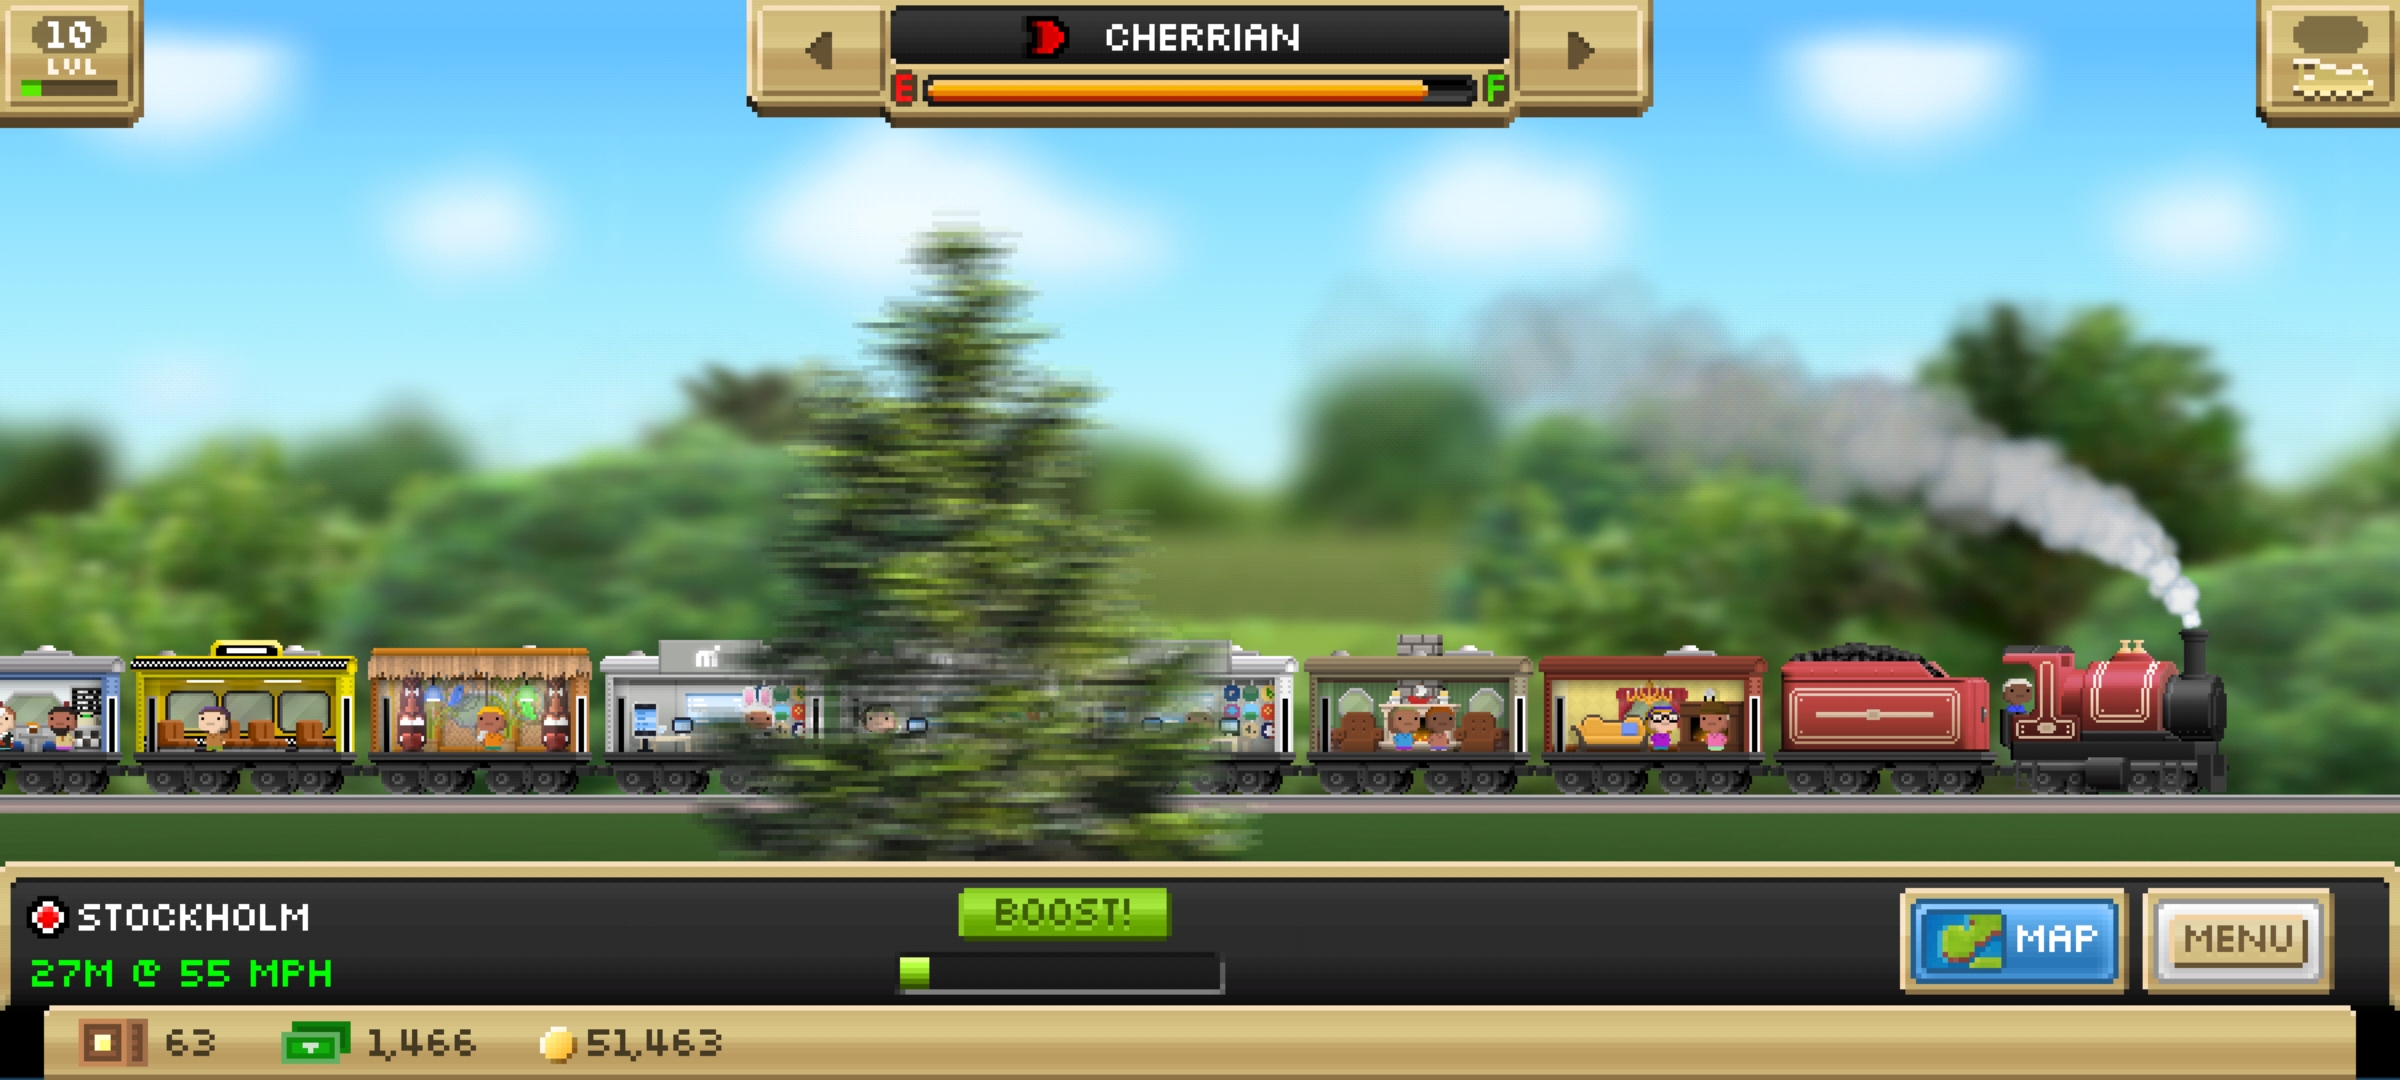 10
LVL
CHERRIAN
E F
STOCKHOLM
27M @ 55 MPH
BOOST!
MAP
MENU
63 1,466 51,463